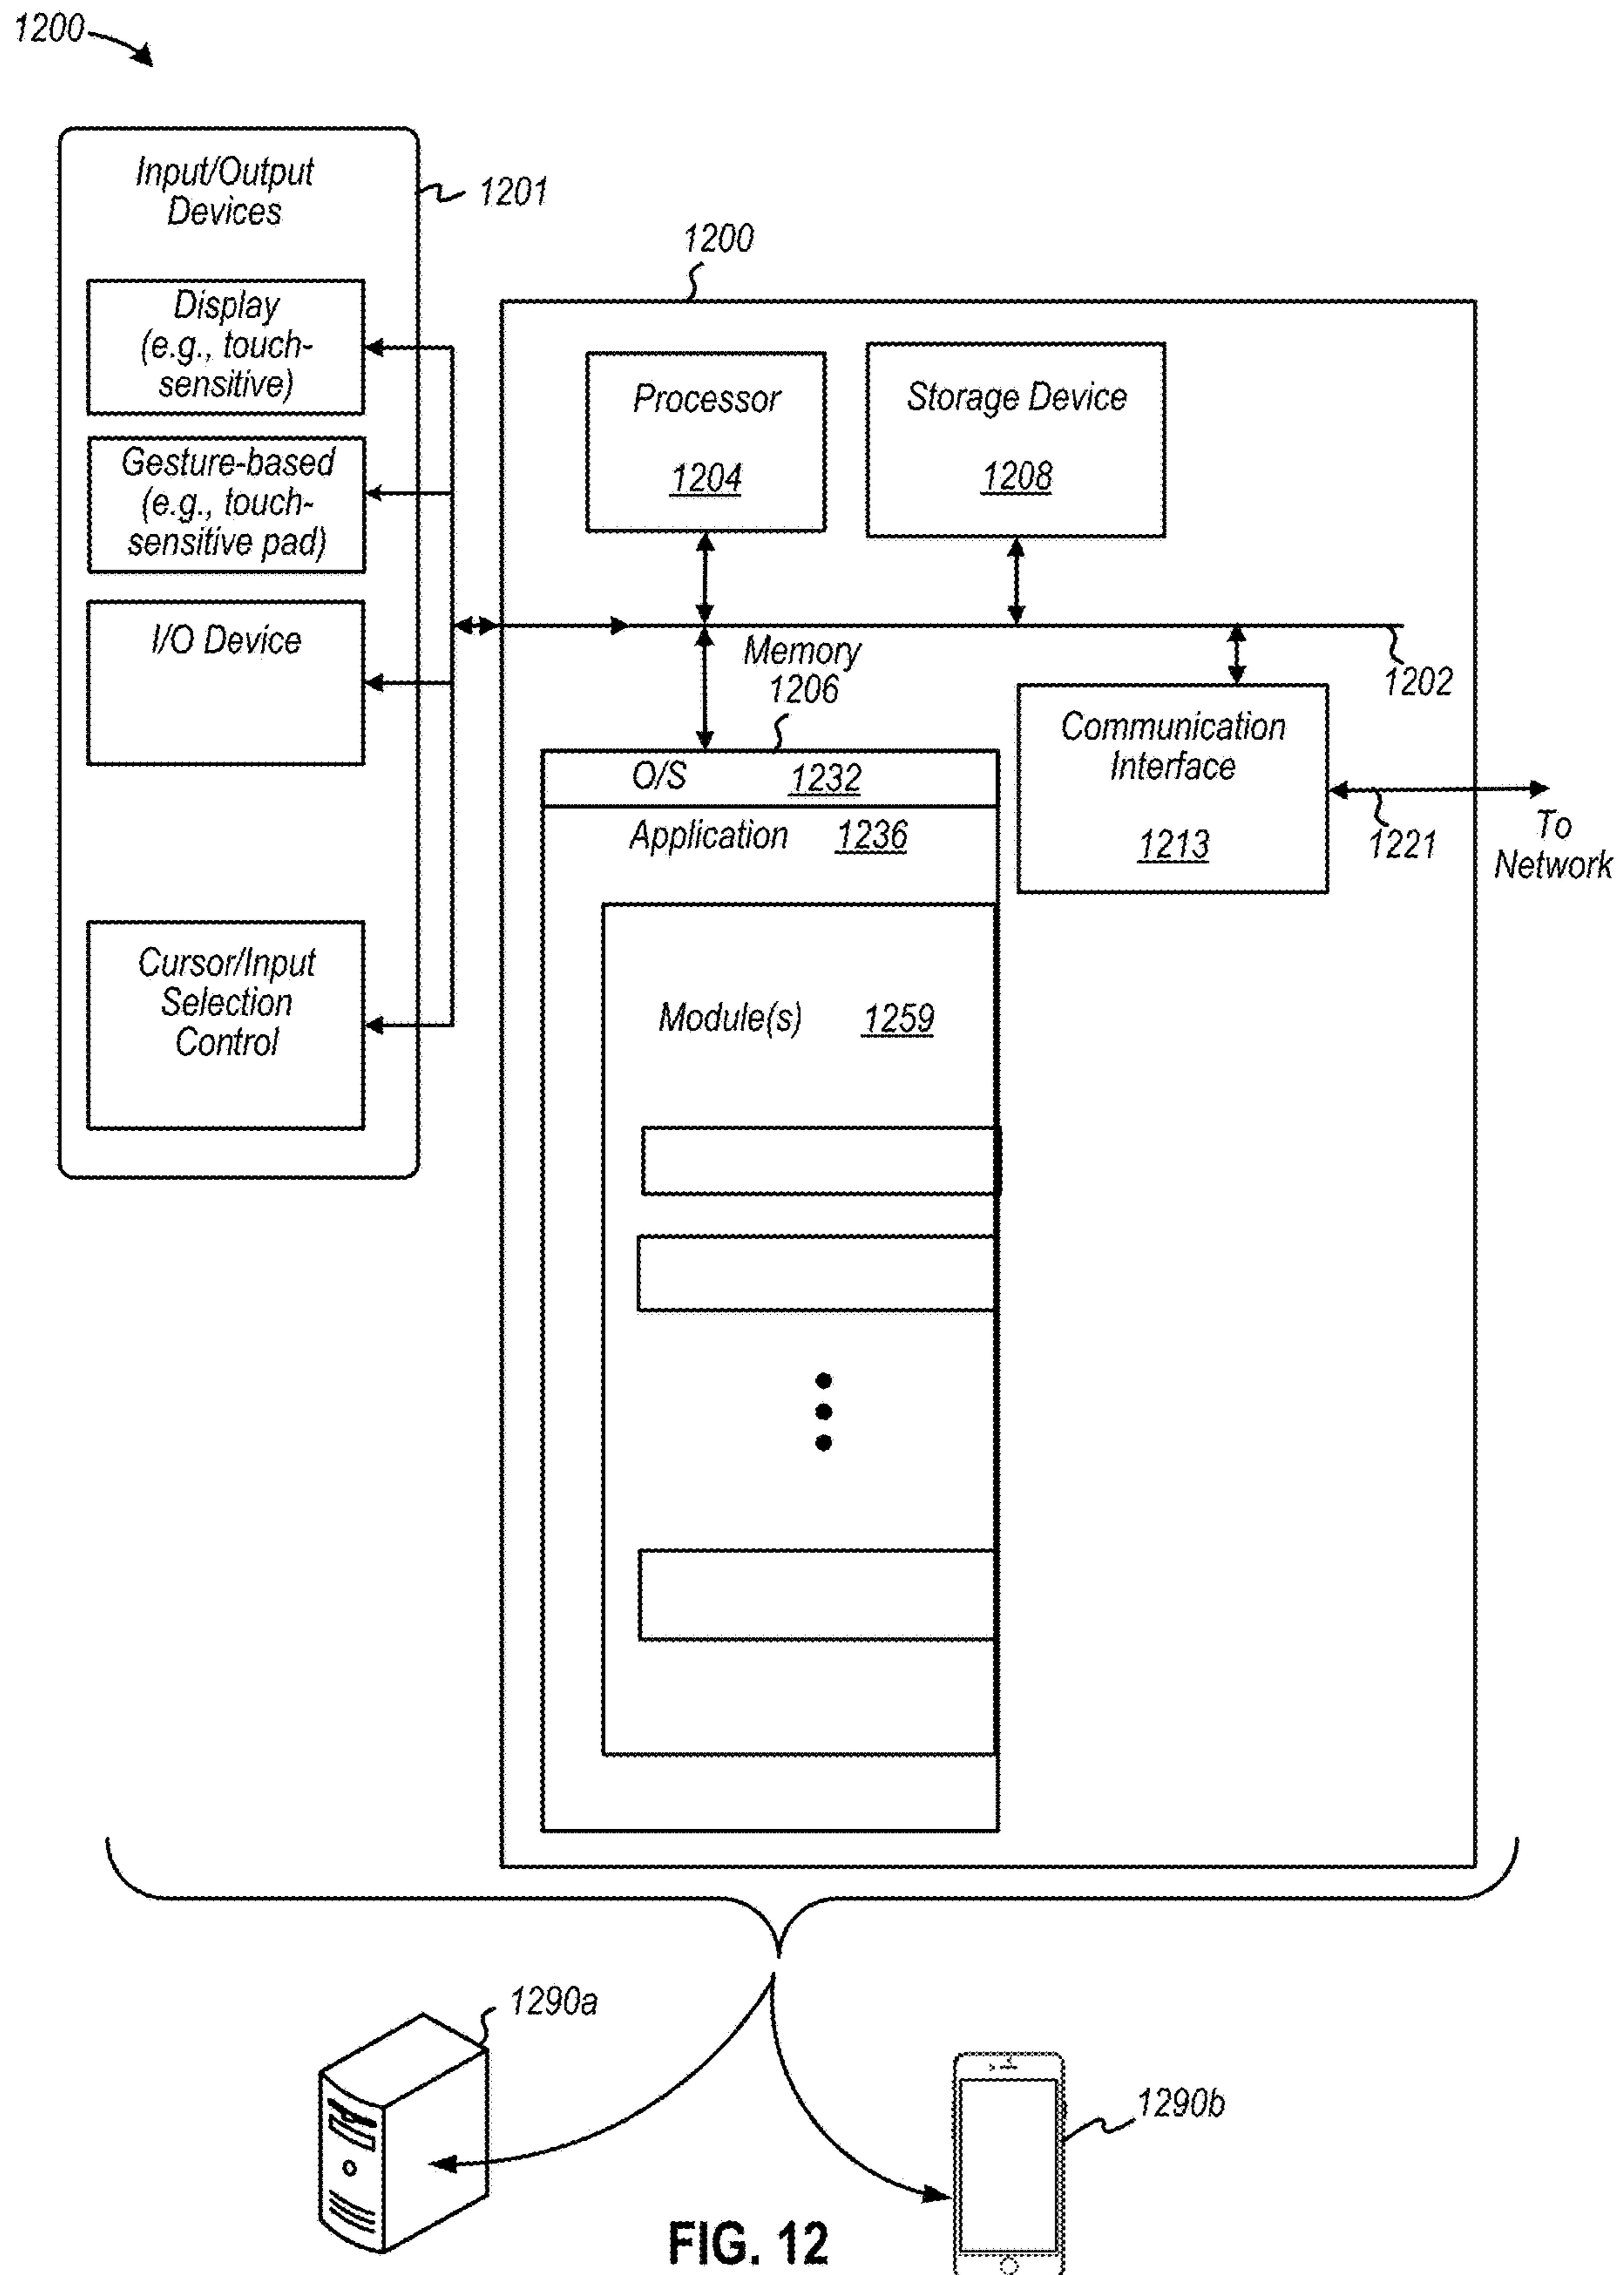 1200
Input/Output
Devices
1201
Display
(e.g., touch-
sensitive)
Gesture-based
(e.g., touch-
sensitive pad)
I/O Device
Cursor/Input
Selection
Control
1200
Processor
1204
Storage Device
1208
Memory
1206
1202
O/S 1232
Application 1236
Module(s) 1259
Communication
Interface
1213
1221
To
Network
1290a
1290b
FIG. 12